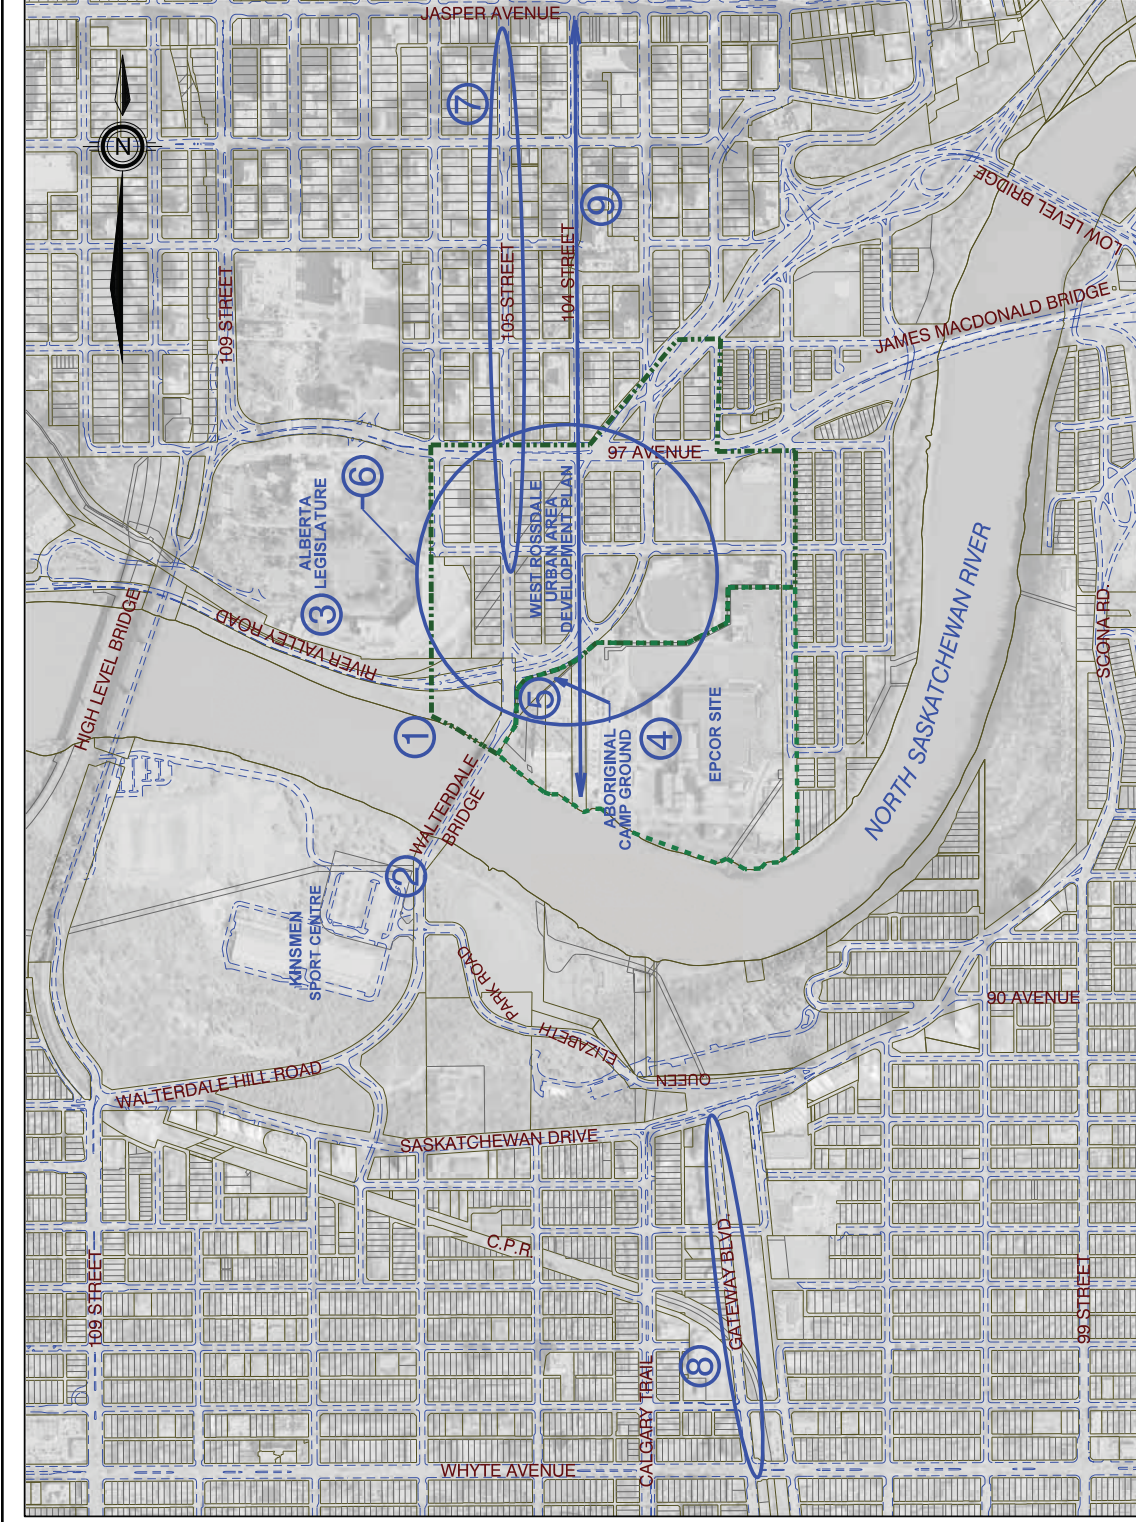 JASPER AVENUE
N
7
9
109 STREET
105 STREET
104 STREET
LOW LEVEL BRIDGE
JAMES MACDONALD BRIDGE
97 AVENUE
6
ALBERTA
LEGISLATURE
3
WEST ROSSDALE
URBAN AREA
DEVELOPMENT PLAN
HIGH LEVEL BRIDGE
RIVER VALLEY ROAD
1
5
4
ABORIGINAL
CAMP GROUND
EPCOR SITE
NORTH SASKATCHEWAN RIVER
SCONA RD.
WALTERDALE
BRIDGE
2
KINSMEN
SPORT CENTRE
QUEEN
ELIZABETH
PARK ROAD
90 AVENUE
WALTERDALE HILL ROAD
SASKATCHEWAN DRIVE
C.P.R.
109 STREET
GATEWAY BLVD.
99 STREET
8
CALGARY TRAIL
WHYTE AVENUE